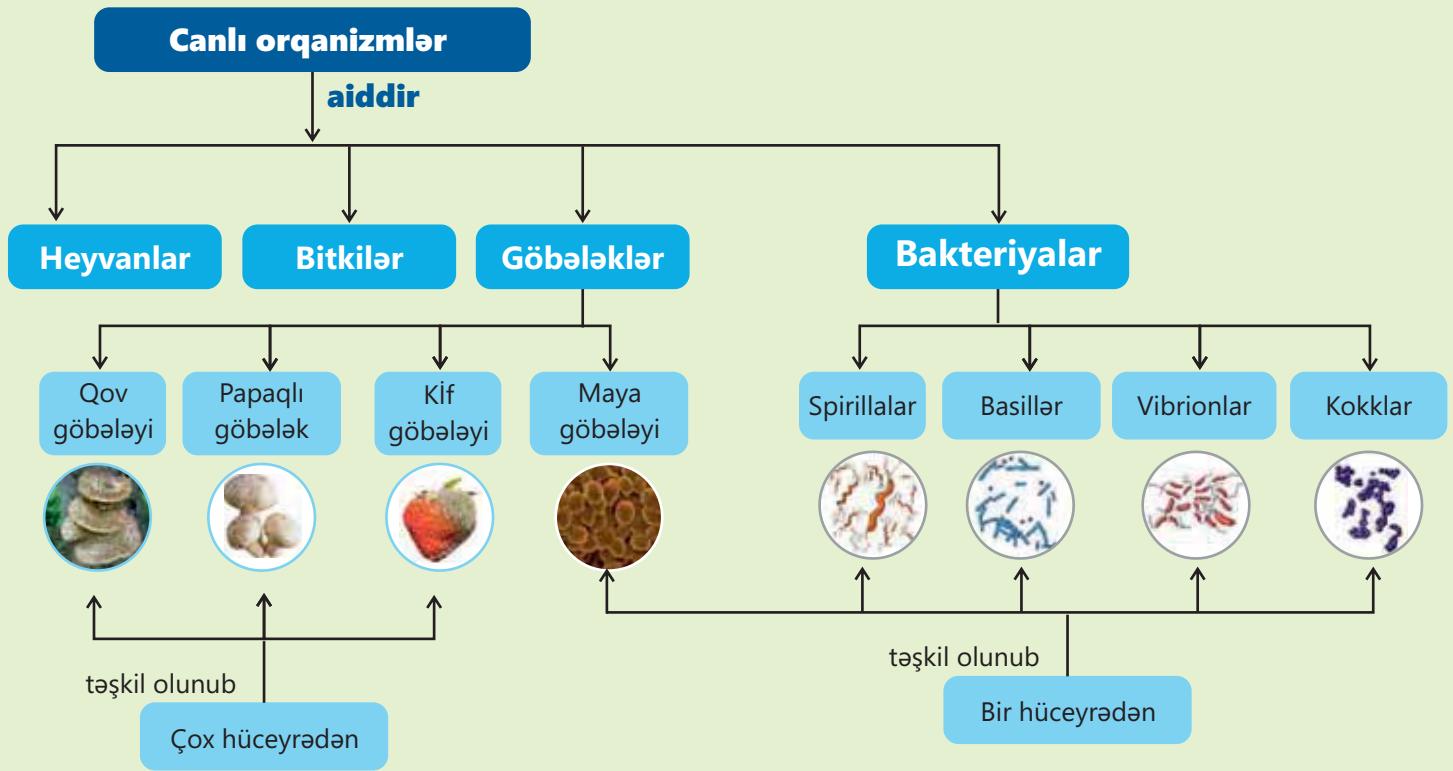 Canlı orqanizmlər
aiddir
Heyvanlar
Bitkilər
Göbələklər
Bakteriyalar
Qov
göbələyi
Papaqlı
göbələk
Kİf
göbələyi
Maya
göbələyi
Spirillalar
Basillər
Vibrionlar
Kokklar
təşkil olunub
Çox hüceyrədən
təşkil olunub
Bir hüceyrədən